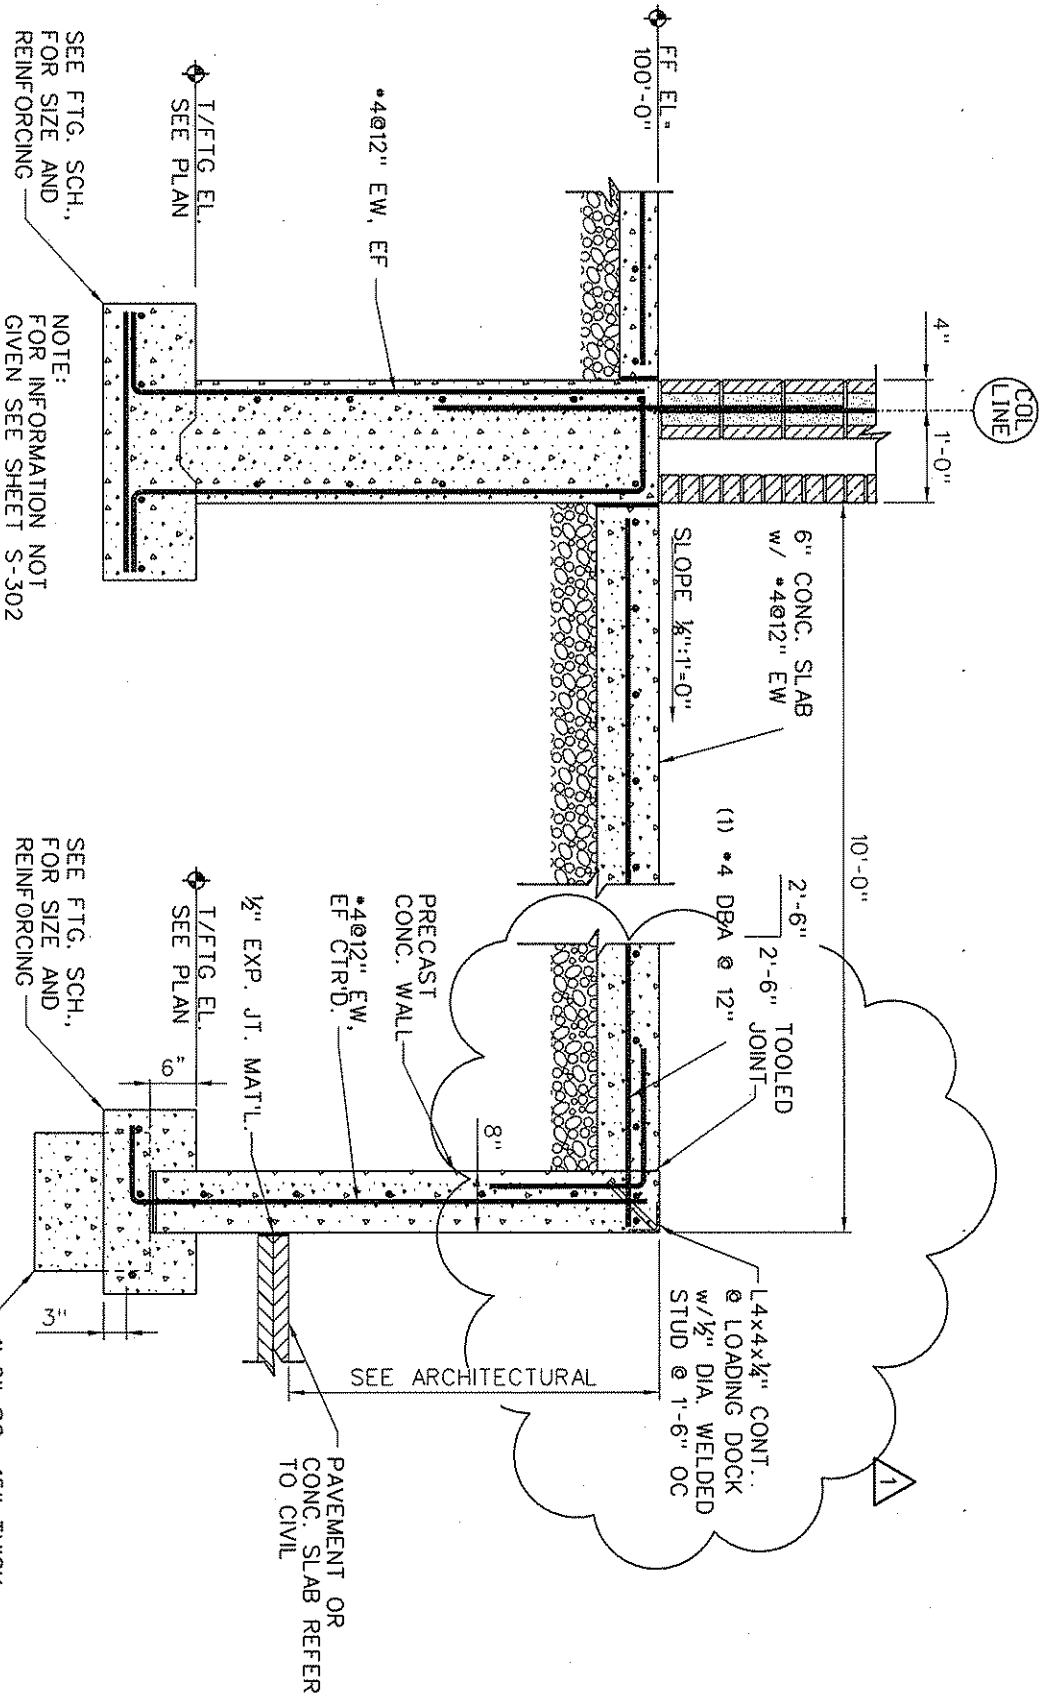 COL
LINE
4"
1'-0"
FF EL=
100'-0"
*4@12" EW, EF
T/FTG EL.
SEE PLAN
SEE FTG. SCH.,
FOR SIZE AND
REINFORCING
NOTE:
FOR INFORMATION NOT
GIVEN SEE SHEET S-302
10'-0"
6" CONC. SLAB
w/ *4@12" EW
SLOPE ⅛":1'=0"
2'-6"
2'-6"
(1) *4 DBA @ 12"
TOOLED
JOINT
PRECAST
CONC. WALL
*4@12" EW,
EF CTR'D.
½" EXP. JT. MAT'L.
8"
T/FTG EL.
SEE PLAN
6"
SEE FTG. SCH.,
FOR SIZE AND
REINFORCING
3"
L4x4x¼" CONT..
@ LOADING DOCK
w/½" DIA. WELDED
STUD @ 1'-6" OC
1
SEE ARCHITECTURAL
PAVEMENT OR
CONC. SLAB REFER
TO CIVIL